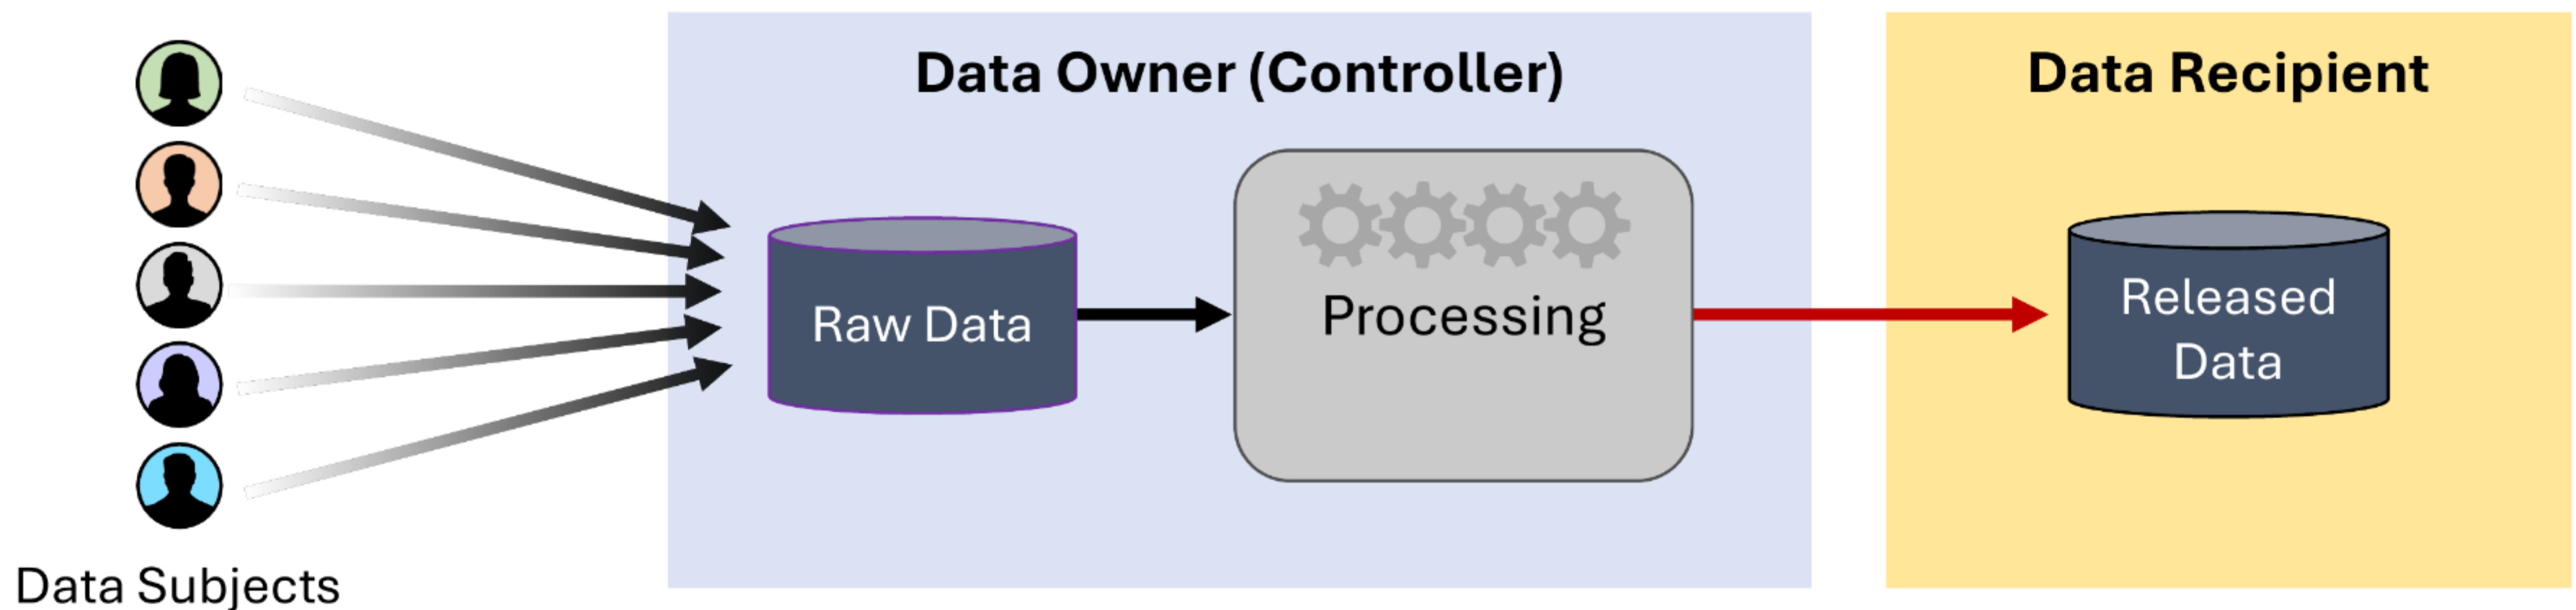 Data Owner (Controller)
Data Recipient
Raw Data
Processing
Released
Data
Data Subjects